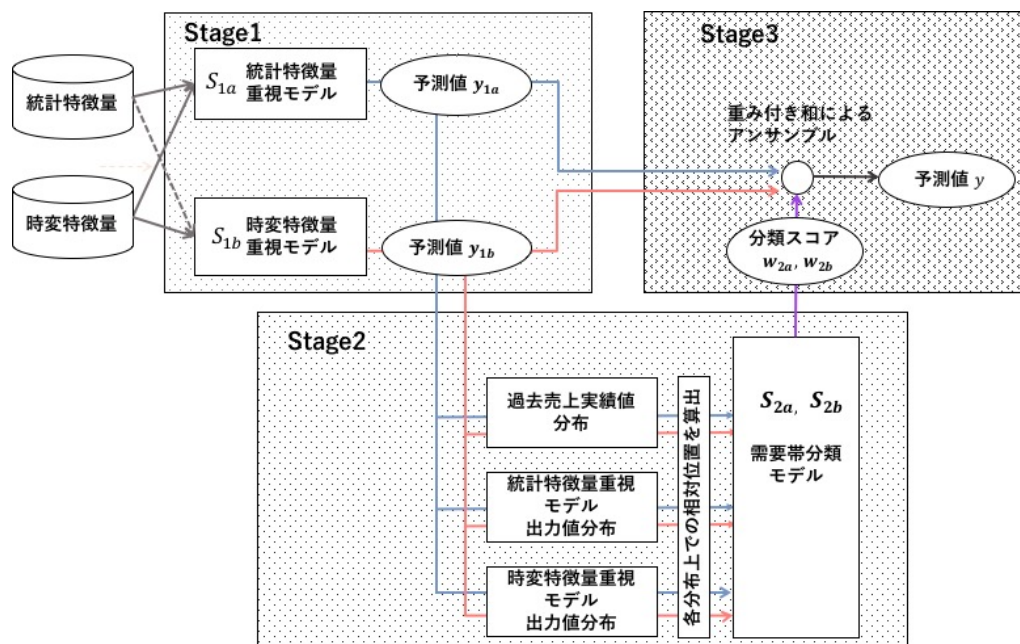 Stage1
統計特徴量
時変特徴量
S1a 統計特徴量
重視モデル
S1b 時変特徴量
重視モデル
予測値 y1a
予測値 y1b
Stage3
重み付き和による
アンサンブル
予測値 y
分類スコア
w2a, w2b
Stage2
過去売上実績値
分布
統計特徴量重視
モデル
出力値分布
時変特徴量重視
モデル
出力値分布
各分布上での相対位置を算出
S2a, S2b
需要帯分類
モデル